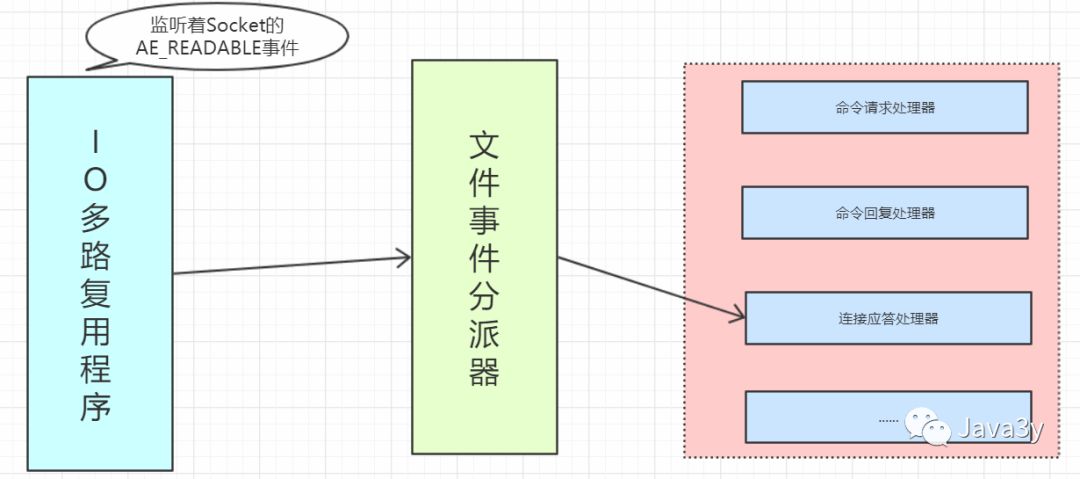 监听着Socket的
AE_READABLE事件
IO多路复用程序
文件事件分派器
命令请求处理器
命令回复处理器
连接应答处理器
......
Java3y